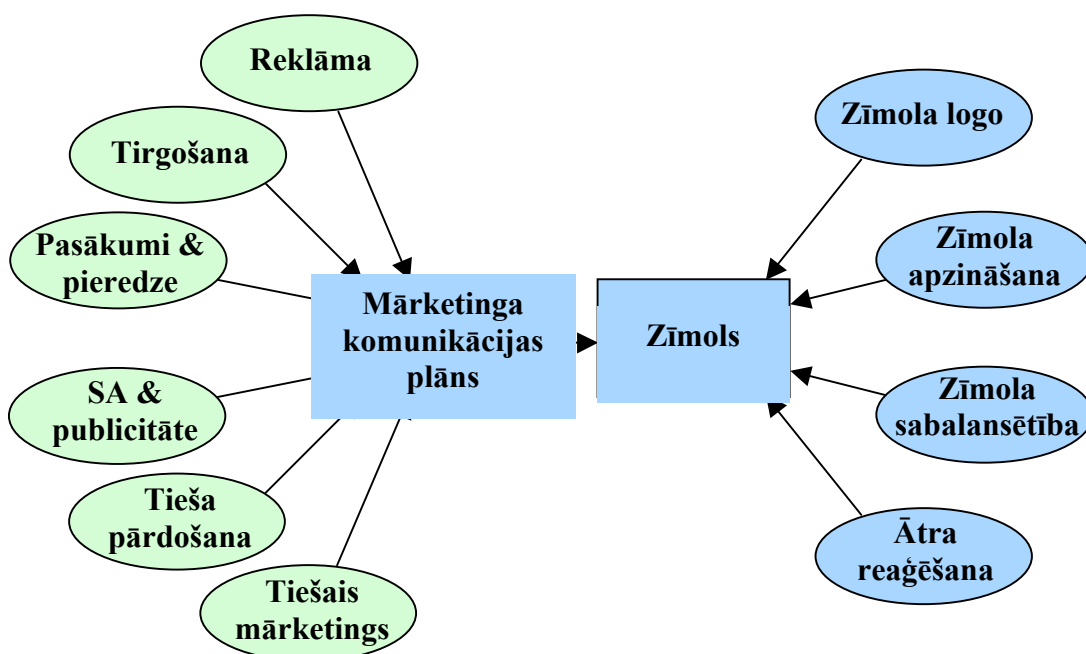 Reklāma
Tirgošana
Pasākumi &
pieredze
SA &
publicitāte
Tieša
pārdošana
Tiešais
mārketings
Mārketinga
komunikācijas
plāns
Zīmols
Zīmola logo
Zīmola
apzināšana
Zīmola
sabalansētība
Ātra
reaģēšana